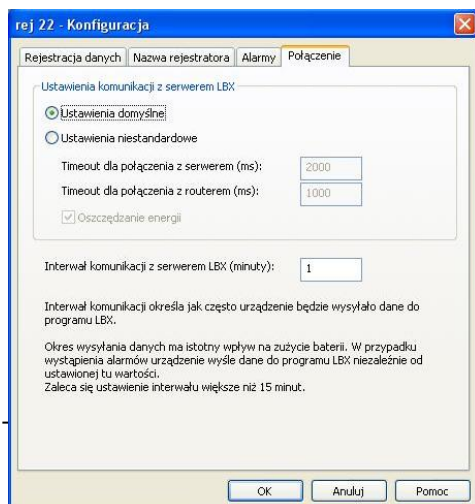 rej 22 - Konfiguracja
Rejestracja danych Nazwa rejestratora Alarmy Połączenie
Ustawienia komunikacji z serwerem LBX
Ustawienia domyślne
Ustawienia niestandardowe
Timeout dla połączenia z serwerem (ms): 2000
Timeout dla połączenia z routerem (ms): 1000
Oszczędzanie energii
Interwał komunikacji z serwerem LBX (minuty): 1
Interwał komunikacji określa jak często urządzenie będzie wysyłało dane do
programu LBX.
Okres wysyłania danych ma istotny wpływ na zużycie baterii. W przypadku
wystąpienia alarmów urządzenie wyśle dane do programu LBX niezależnie od
ustawionej tu wartości.
Zaleca się ustawienie interwału większe niż 15 minut.
OK Anuluj Pomoc